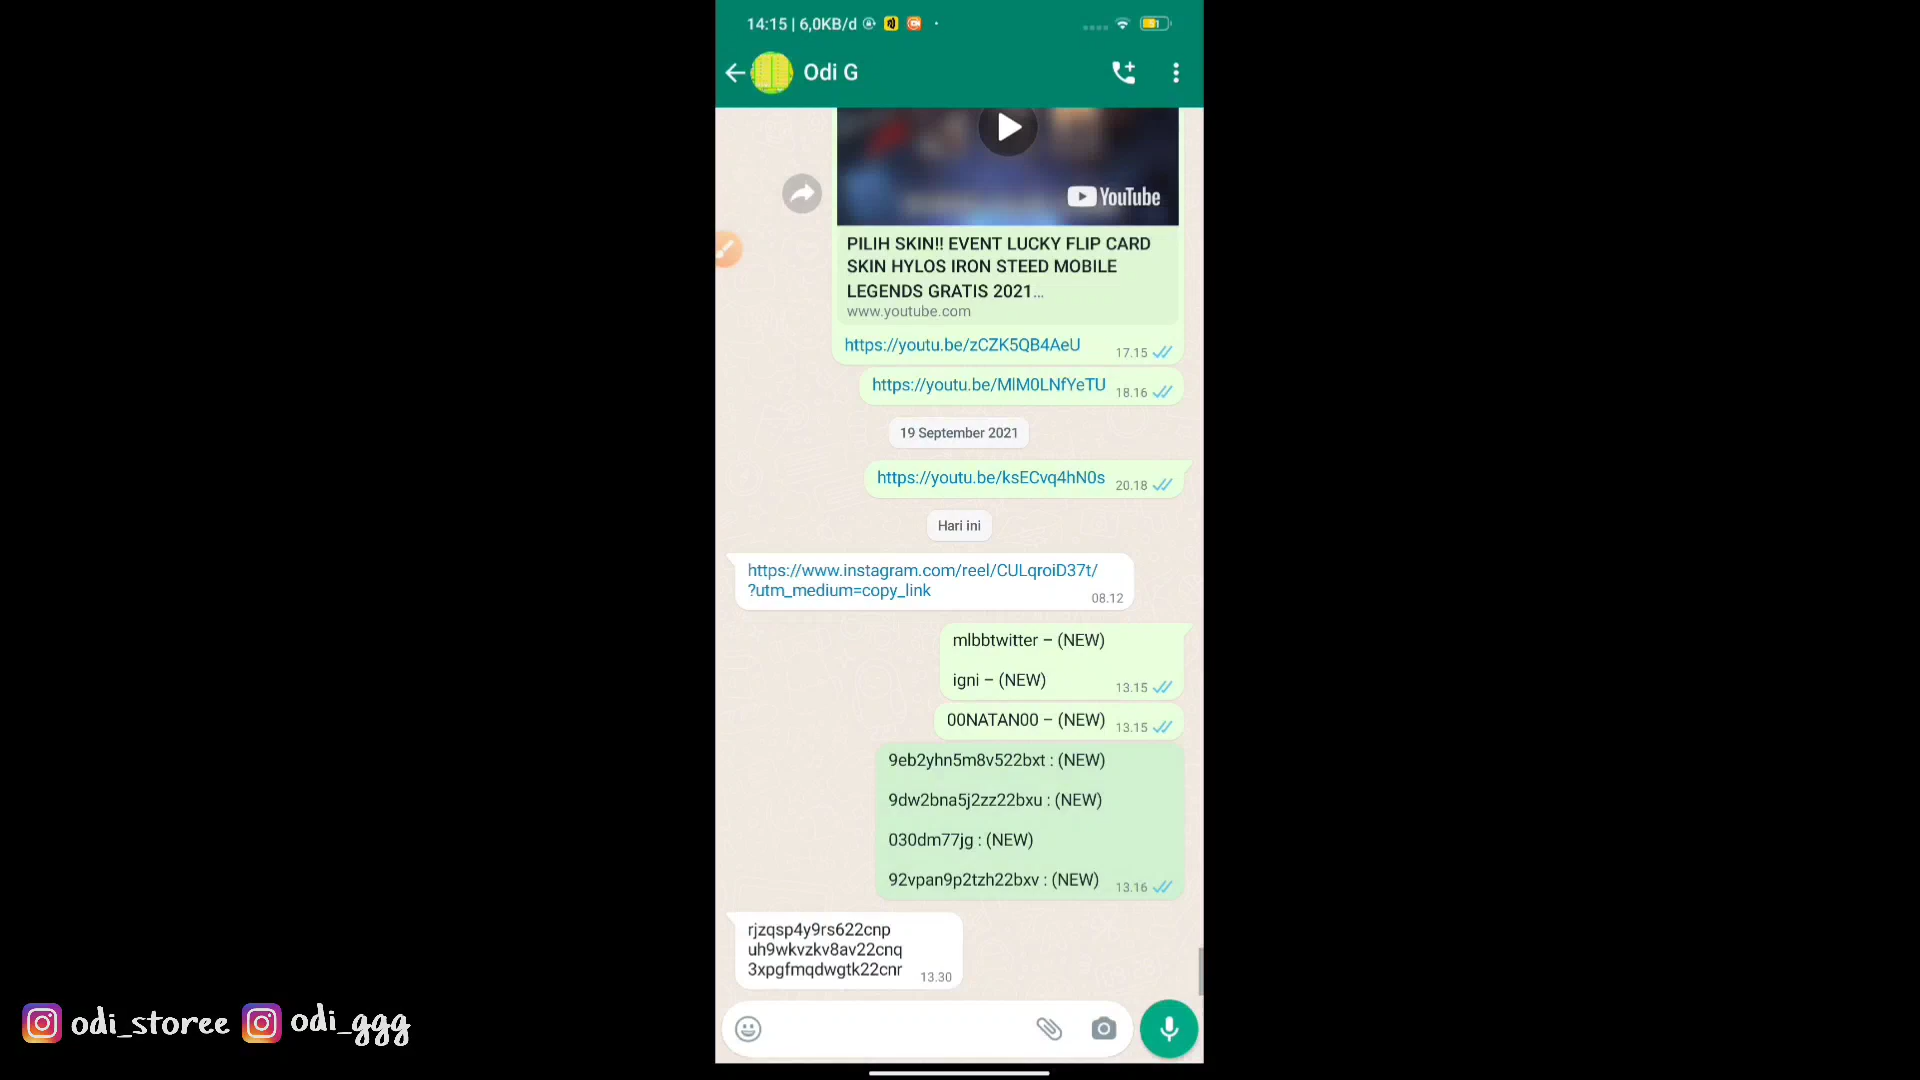 14:15 | 6,0KB/d
51
Odi G
YouTube
PILIH SKIN!! EVENT LUCKY FLIP CARD
SKIN HYLOS IRON STEED MOBILE
LEGENDS GRATIS 2021...
www.youtube.com
https://youtu.be/zCZK5QB4AeU 17.15
https://youtu.be/MlM0LNfYeTU 18.16
19 September 2021
https://youtu.be/ksECvq4hN0s 20.18
Hari ini
https://www.instagram.com/reel/CULqroiD37t/
?utm_medium=copy_link
08.12
mlbbtwitter – (NEW)
igni – (NEW)
13.15
00NATAN00 – (NEW) 13.15
9eb2yhn5m8v522bxt : (NEW)
9dw2bna5j2zz22bxu : (NEW)
030dm77jg : (NEW)
92vpan9p2tzh22bxv : (NEW) 13.16
rjzqsp4y9rs622cnp
uh9wkvzkv8av22cnq
3xpgfmqdwgtk22cnr 13.30
odi_storee odi_ggg